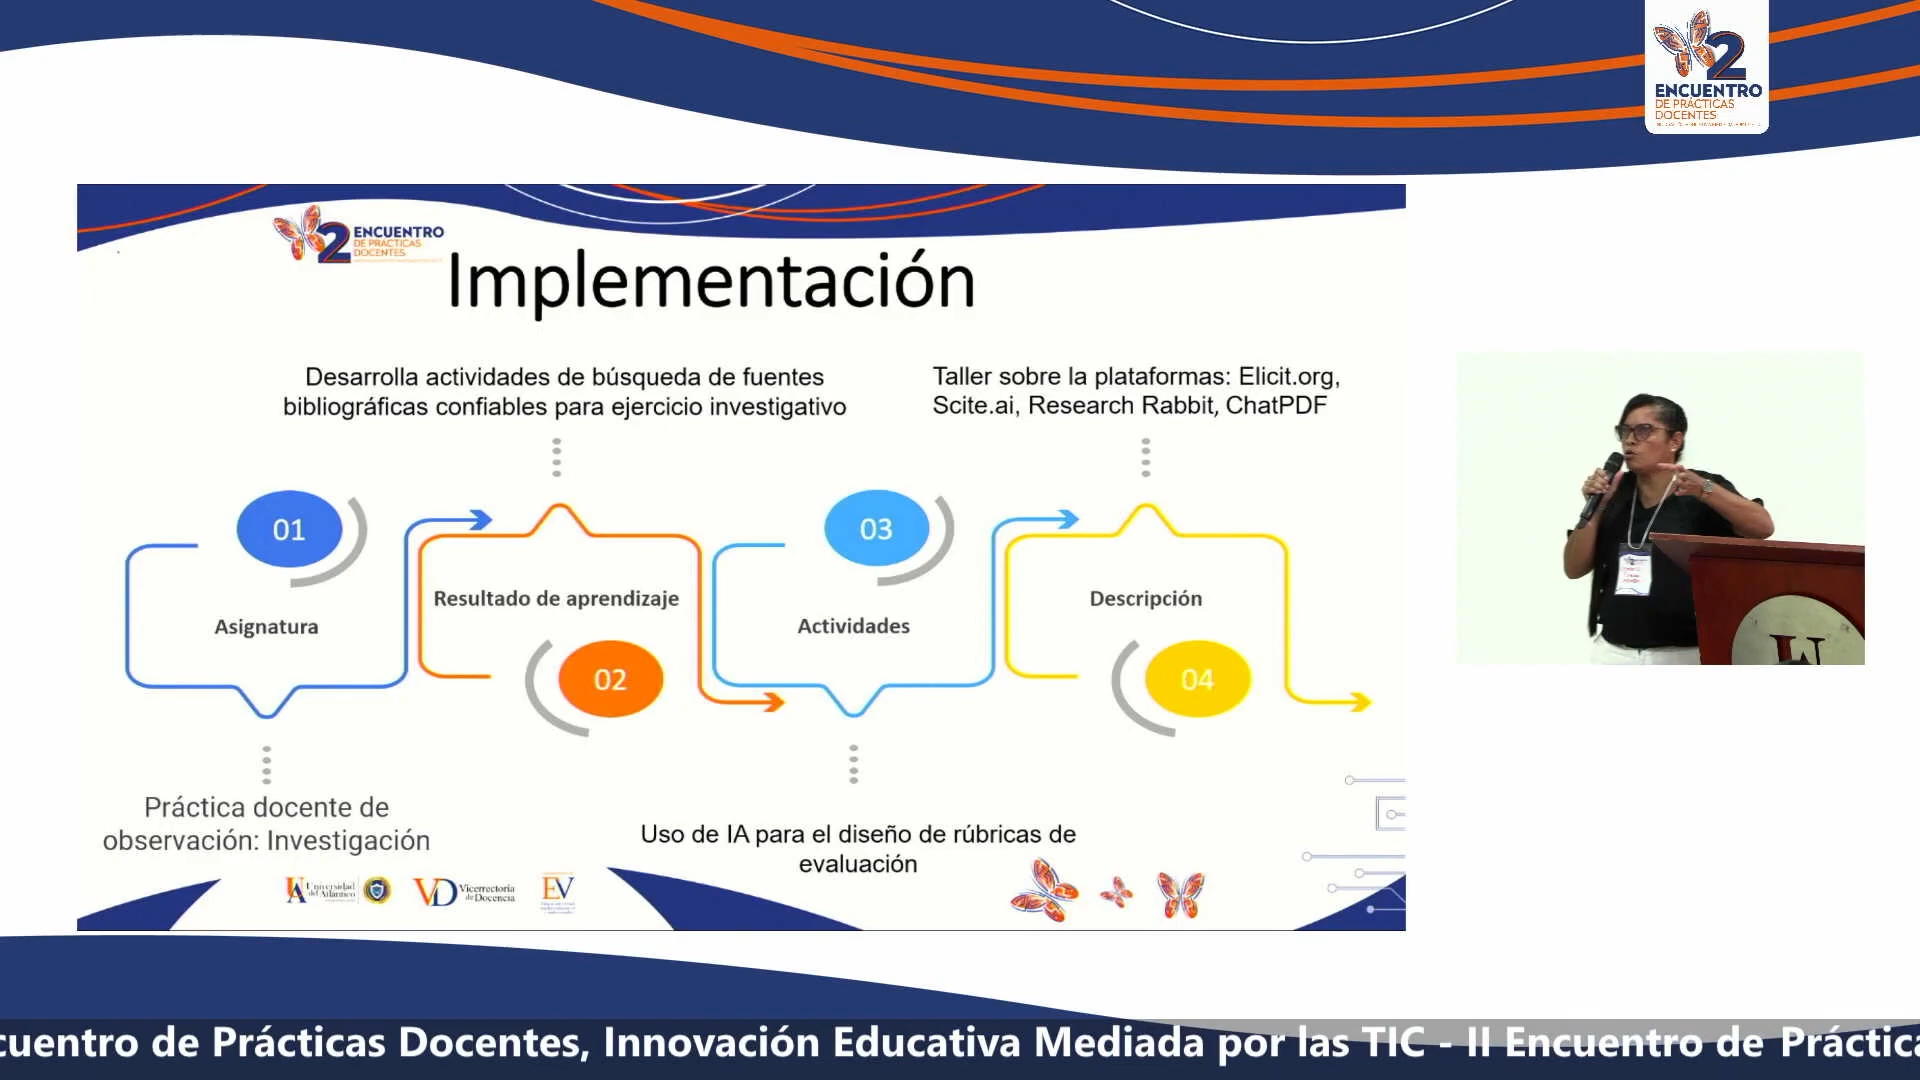 2
ENCUENTRO
DE PRÁCTICAS
DOCENTES
2
ENCUENTRO
DE PRÁCTICAS
DOCENTES
Implementación
Desarrolla actividades de búsqueda de fuentes
bibliográficas confiables para ejercicio investigativo
Taller sobre la plataformas: Elicit.org,
Scite.ai, Research Rabbit, ChatPDF
01
Asignatura
Resultado de aprendizaje
02
03
Actividades
Descripción
04
Práctica docente de
observación: Investigación
Uso de IA para el diseño de rúbricas de
evaluación
UA Universidad
del Atlántico
VD Vicerrectoría
de Docencia
EV
cuentro de Prácticas Docentes, Innovación Educativa Mediada por las TIC - II Encuentro de Práctica